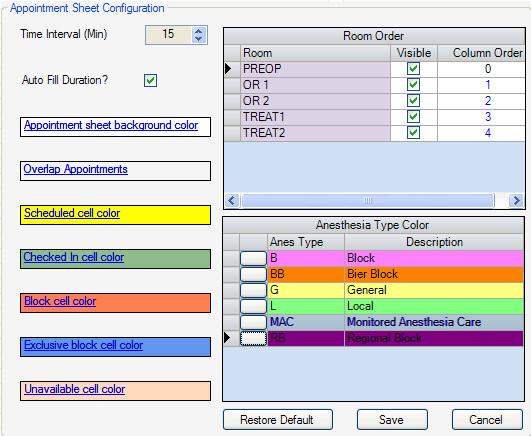 Appointment Sheet Configuration
Time Interval (Min) 15
Auto Fill Duration?
Appointment sheet background color
Overlap Appointments
Scheduled cell color
Checked In cell color
Block cell color
Exclusive block cell color
Unavailable cell color
Room Order
Room Visible Column Order
PREOP 0
OR 1 1
OR 2 2
TREAT1 3
TREAT2 4
Anesthesia Type Color
Anes Type Description
B Block
BB Bier Block
G General
L Local
MAC Monitored Anesthesia Care
RB Regional Block
Restore Default Save Cancel